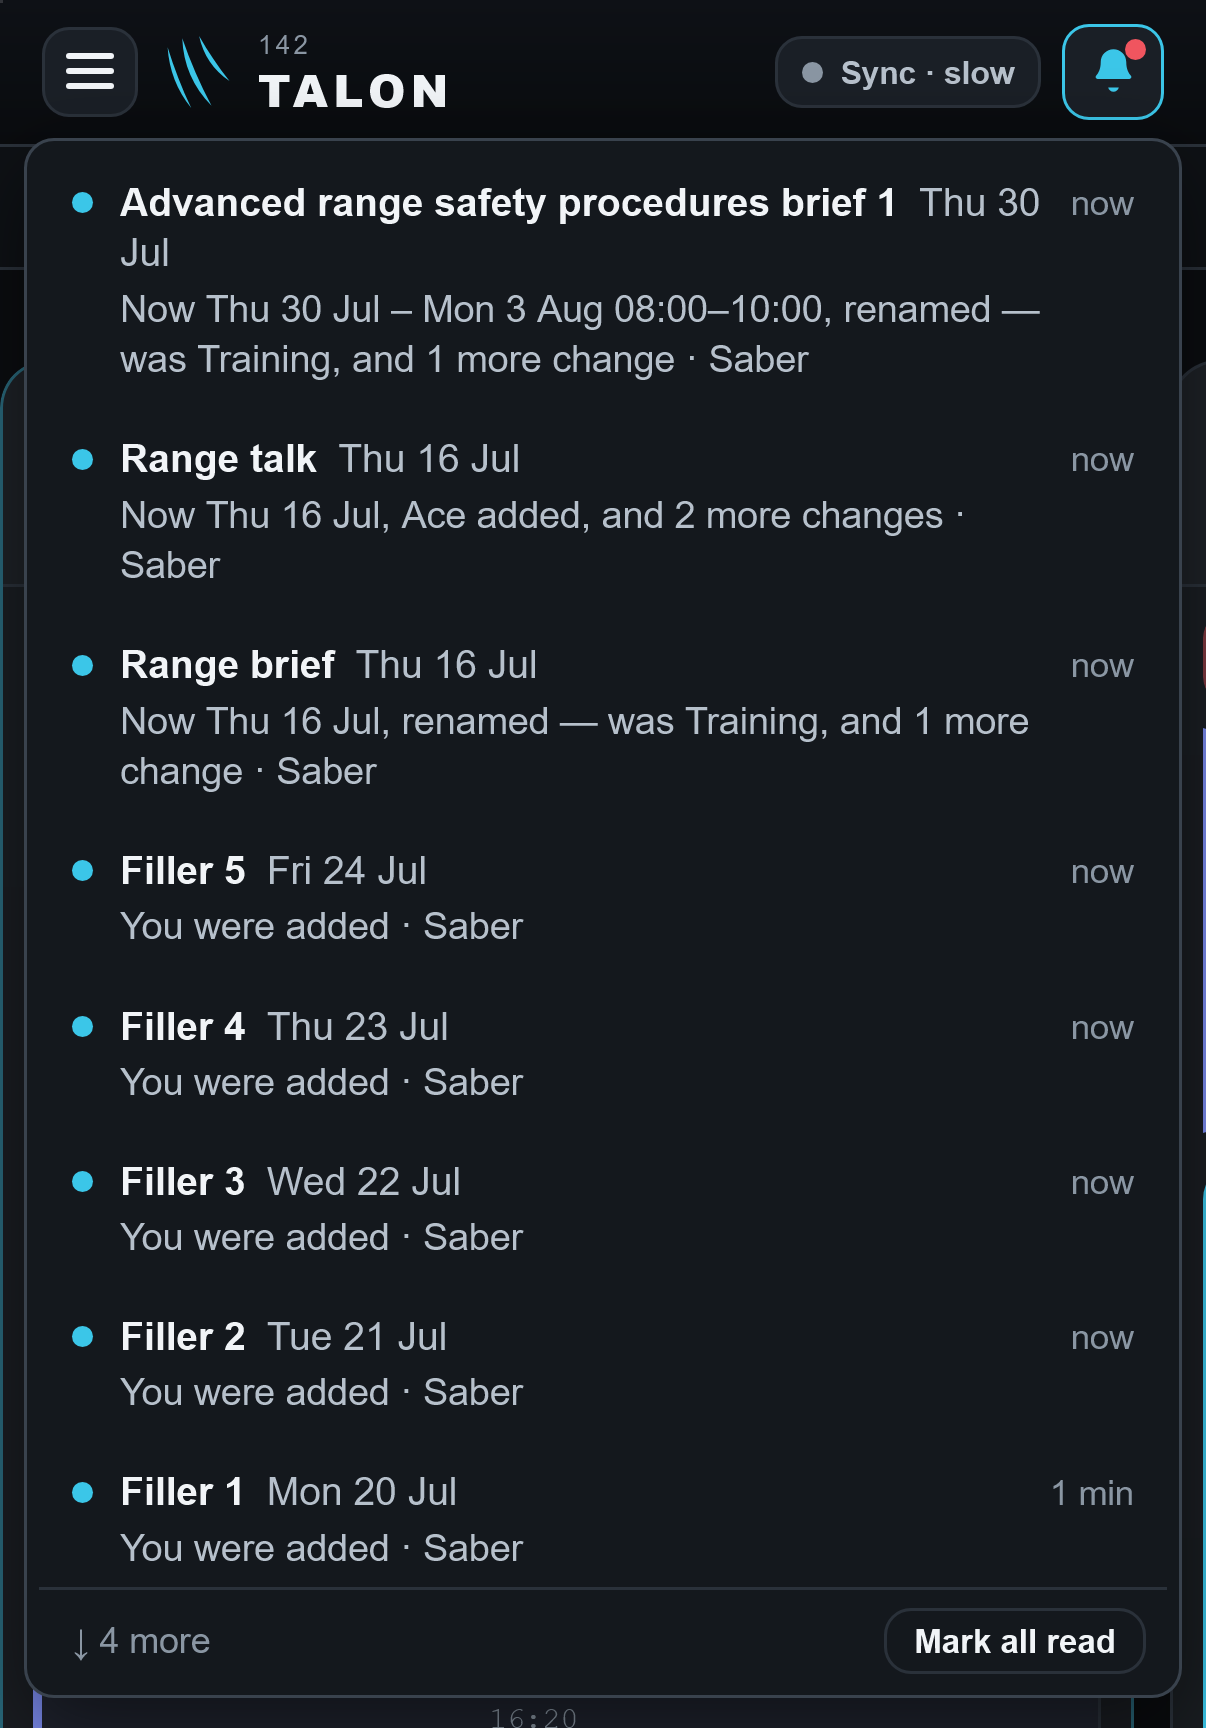 142
TALON
Sync · slow
Advanced range safety procedures brief 1 Thu 30 now
Jul
Now Thu 30 Jul – Mon 3 Aug 08:00–10:00, renamed —
was Training, and 1 more change · Saber
Range talk Thu 16 Jul now
Now Thu 16 Jul, Ace added, and 2 more changes ·
Saber
Range brief Thu 16 Jul now
Now Thu 16 Jul, renamed — was Training, and 1 more
change · Saber
Filler 5 Fri 24 Jul now
You were added · Saber
Filler 4 Thu 23 Jul now
You were added · Saber
Filler 3 Wed 22 Jul now
You were added · Saber
Filler 2 Tue 21 Jul now
You were added · Saber
Filler 1 Mon 20 Jul 1 min
You were added · Saber
↓ 4 more Mark all read
16:20